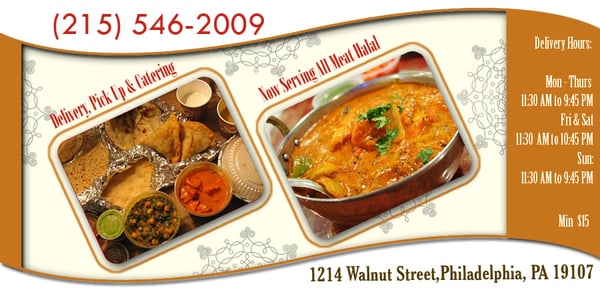 (215) 546-2009
Delivery, Pick Up & Catering
Now Serving All Meat Halal
Delivery Hours:
Mon - Thurs
11:30 AM to 9:45 PM
Fri & Sat
11:30 AM to 10:45 PM
Sun:
11:30 AM to 9:45 PM
Min $15
1214 Walnut Street,Philadelphia, PA 19107